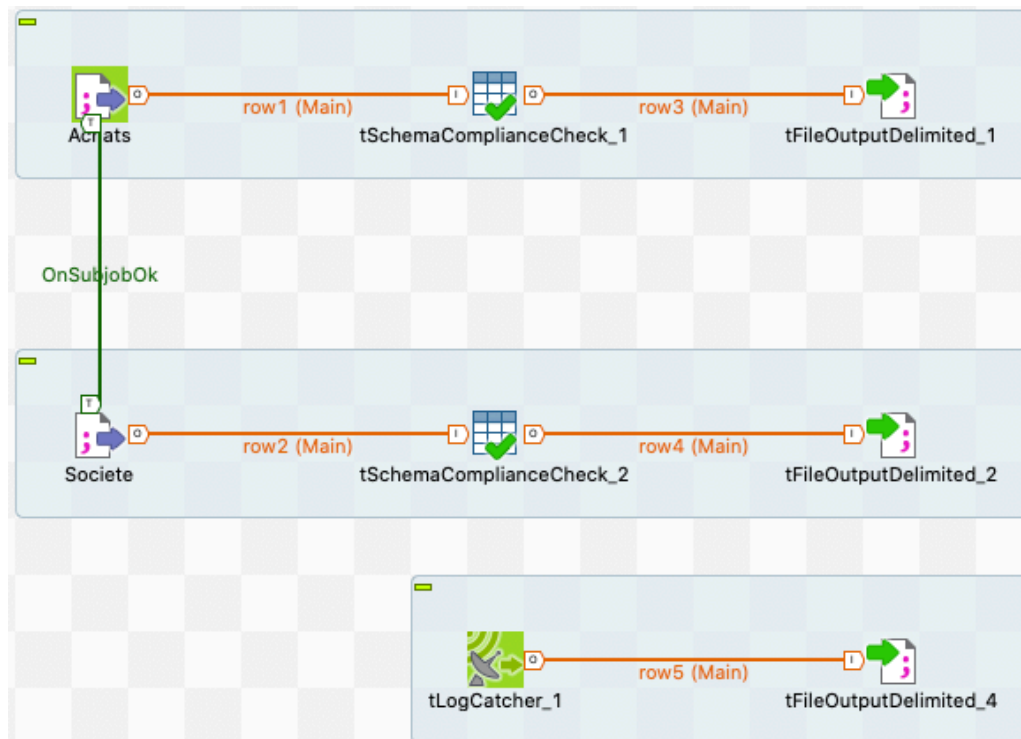 row1 (Main)
row3 (Main)
Achats
tSchemaComplianceCheck_1
tFileOutputDelimited_1
OnSubjobOk
row2 (Main)
row4 (Main)
Societe
tSchemaComplianceCheck_2
tFileOutputDelimited_2
row5 (Main)
tLogCatcher_1
tFileOutputDelimited_4